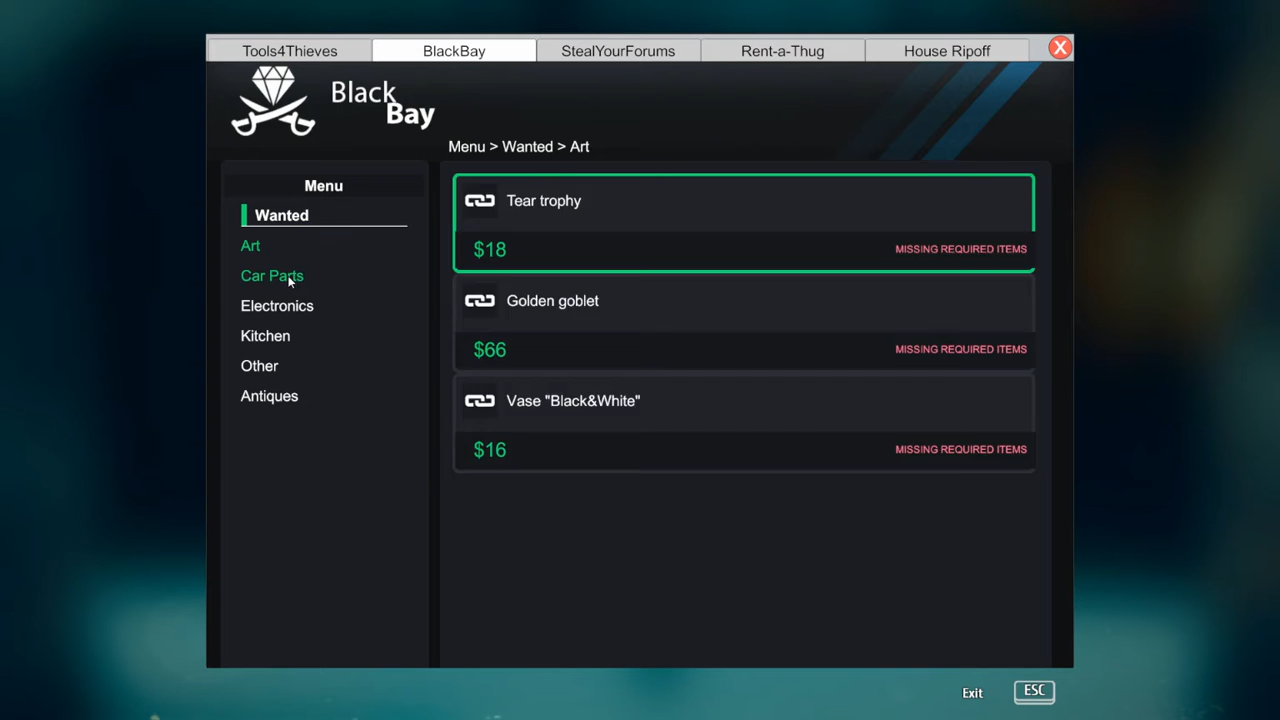 Tools4Thieves BlackBay StealYourForums Rent-a-Thug House Ripoff X
Black
Bay
Menu > Wanted > Art
Menu
Wanted
Art
Car Parts
Electronics
Kitchen
Other
Antiques
Tear trophy
$18 MISSING REQUIRED ITEMS
Golden goblet
$66 MISSING REQUIRED ITEMS
Vase "Black&White"
$16 MISSING REQUIRED ITEMS
Exit ESC